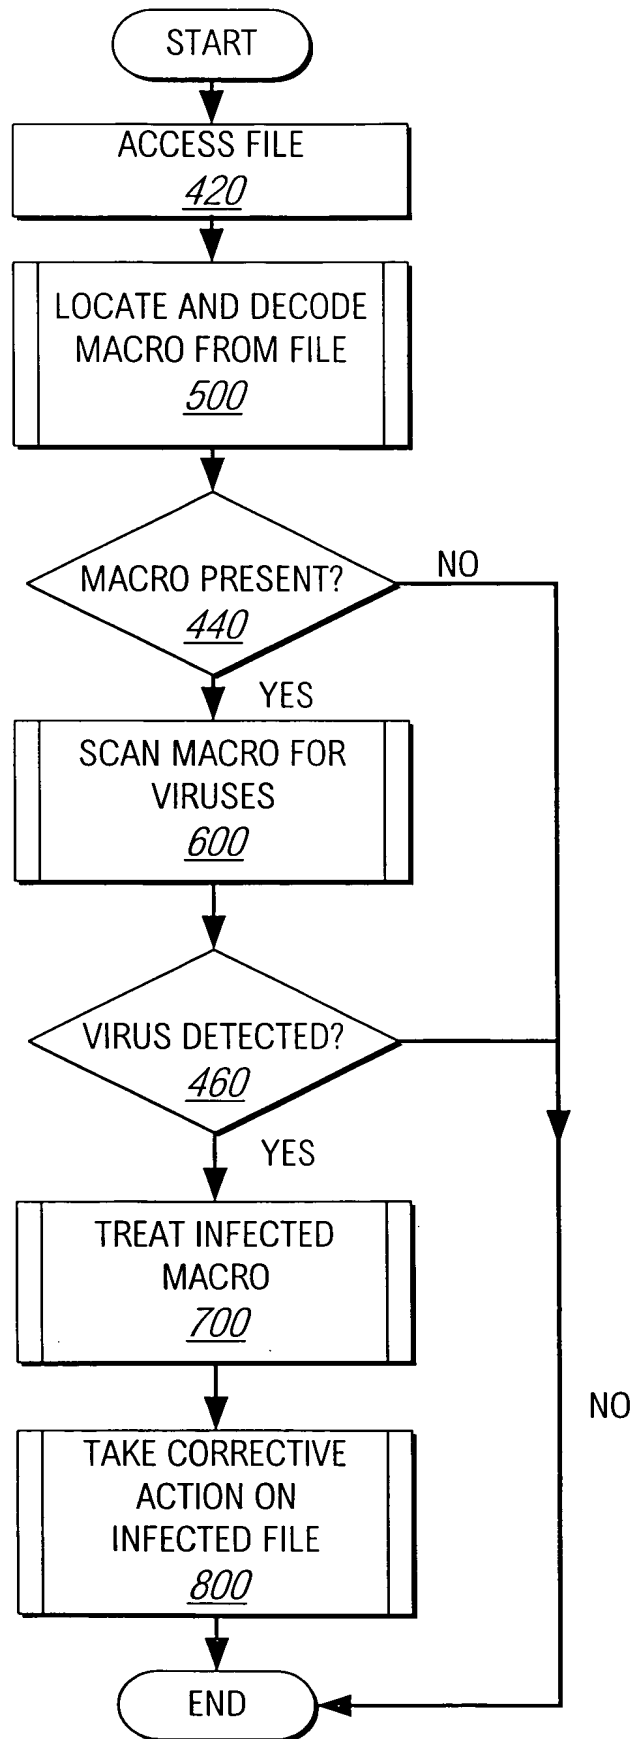 START
ACCESS FILE
420
LOCATE AND DECODE
MACRO FROM FILE
500
MACRO PRESENT?
440
NO
YES
SCAN MACRO FOR
VIRUSES
600
VIRUS DETECTED?
460
YES
TREAT INFECTED
MACRO
700
NO
TAKE CORRECTIVE
ACTION ON
INFECTED FILE
800
END